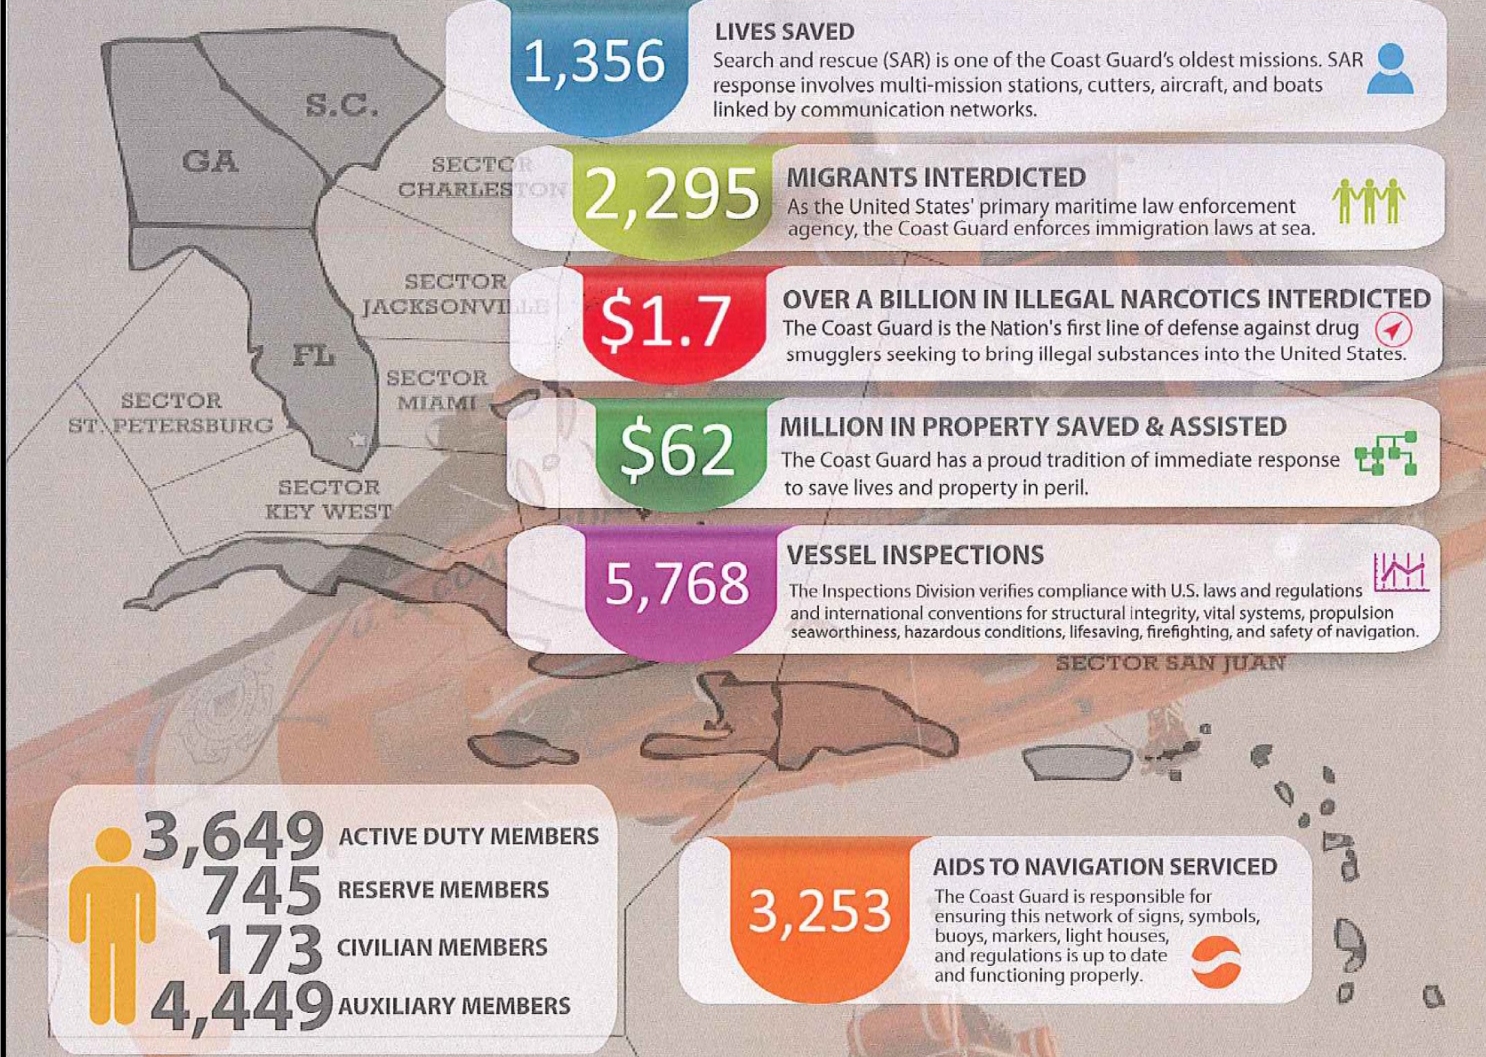 1,356
LIVES SAVED
Search and rescue (SAR) is one of the Coast Guard's oldest missions. SAR
response involves multi-mission stations, cutters, aircraft, and boats
linked by communication networks.
S.C.
GA
SECTOR
CHARLESTON
2,295
MIGRANTS INTERDICTED
As the United States' primary maritime law enforcement
agency, the Coast Guard enforces immigration laws at sea.
SECTOR
JACKSONVILLE
$1.7
OVER A BILLION IN ILLEGAL NARCOTICS INTERDICTED
The Coast Guard is the Nation's first line of defense against drug
smugglers seeking to bring illegal substances into the United States.
FL
SECTOR
MIAMI
SECTOR
ST. PETERSBURG
$62
MILLION IN PROPERTY SAVED & ASSISTED
The Coast Guard has a proud tradition of immediate response
to save lives and property in peril.
SECTOR
KEY WEST
5,768
VESSEL INSPECTIONS
The Inspections Division verifies compliance with U.S. laws and regulations
and international conventions for structural integrity, vital systems, propulsion
seaworthiness, hazardous conditions, lifesaving, firefighting, and safety of navigation.
U.S. COA
SECTOR SAN JUAN
3,649 ACTIVE DUTY MEMBERS
745 RESERVE MEMBERS
173 CIVILIAN MEMBERS
4,449 AUXILIARY MEMBERS
3,253
AIDS TO NAVIGATION SERVICED
The Coast Guard is responsible for
ensuring this network of signs, symbols,
buoys, markers, light houses,
and regulations is up to date
and functioning properly.